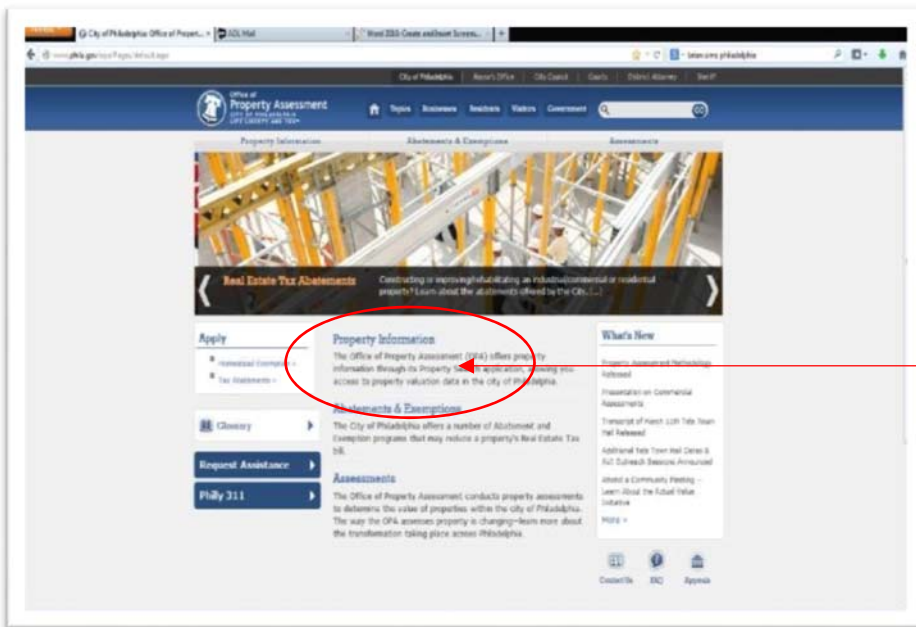 City of Philadelphia: Office of Propert...
AOL Mail
Word 2010: Create and Insert Screens...
City of Philadelphia | Mayor's Office | City Council | Courts | District Attorney | Sheriff
Office of
Property Assessment
CITY OF PHILADELPHIA
LIFE LIBERTY AND YOU
Topics Businesses Residents Visitors Government
Property Information Abatements & Exemptions Assessments
Real Estate Tax Abatements
Constructing or improving/rehabilitating an industrial/commercial or residential
property? Learn about the abatements offered by the City. [...]
Apply
Homestead Exemption »
Tax Abatements »
Glossary
Request Assistance
Philly 311
Property Information
The Office of Property Assessment (OPA) offers property
information through its Property Search application, allowing you
access to property valuation data in the city of Philadelphia.
Abatements & Exemptions
The City of Philadelphia offers a number of Abatement and
Exemption programs that may reduce a property's Real Estate Tax
bill.
Assessments
The Office of Property Assessment conducts property assessments
to determine the value of properties within the city of Philadelphia.
The way the OPA assesses property is changing—learn more about
the transformation taking place across Philadelphia.
What's New
Property Assessment Methodology
Released
Presentation on Commercial
Assessments
Transcript of March 11th Tele Town
Hall Released
Additional Tele Town Hall Dates &
Full Outreach Sessions Announced
Attend a Community Meeting –
Learn About the Actual Value
Initiative
More »
Contact Us FAQ Appeals